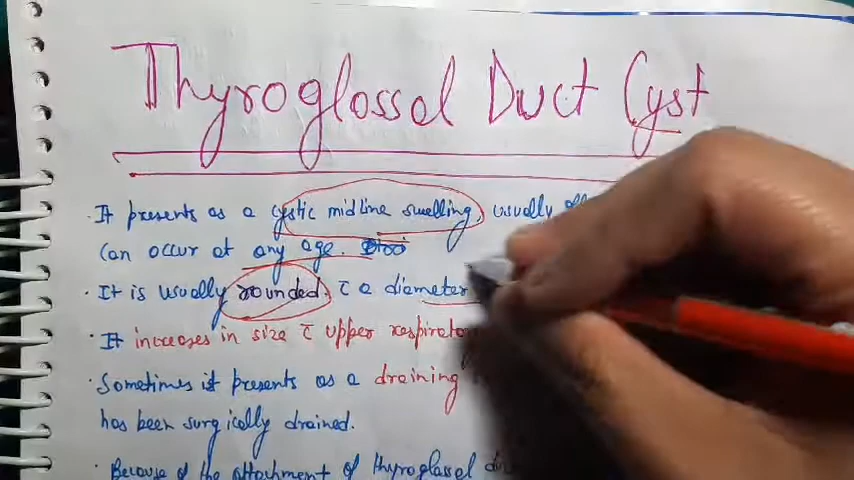 Thyroglossal Duct Cyst
. It presents as a cystic midline swelling, usually
Can occur at any age.
. It is usually rounded. c̄ a diameter
. It increases in size c̄ upper
. Sometimes it presents as a draining
has been surgically drained.
. Because of the attachment of thyroglossal